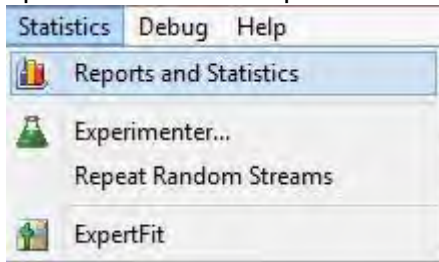 Statistics Debug Help
Reports and Statistics
Experimenter...
Repeat Random Streams
ExpertFit